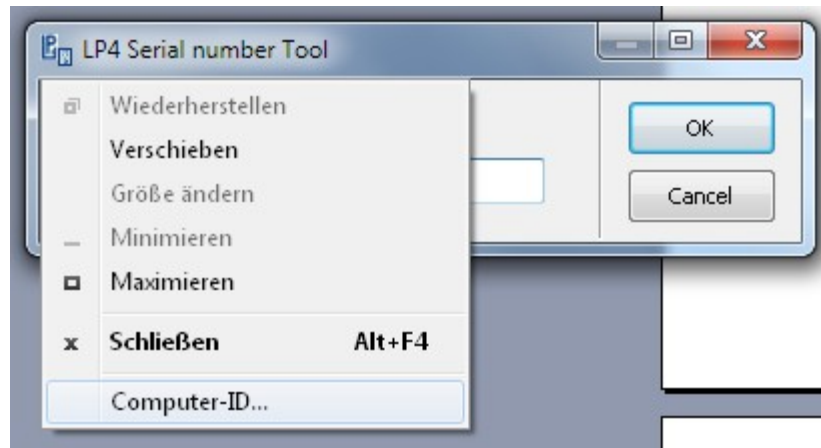 LP4 Serial number Tool
Wiederherstellen
Verschieben
Größe ändern
Minimieren
Maximieren
Schließen Alt+F4
Computer-ID...
OK
Cancel